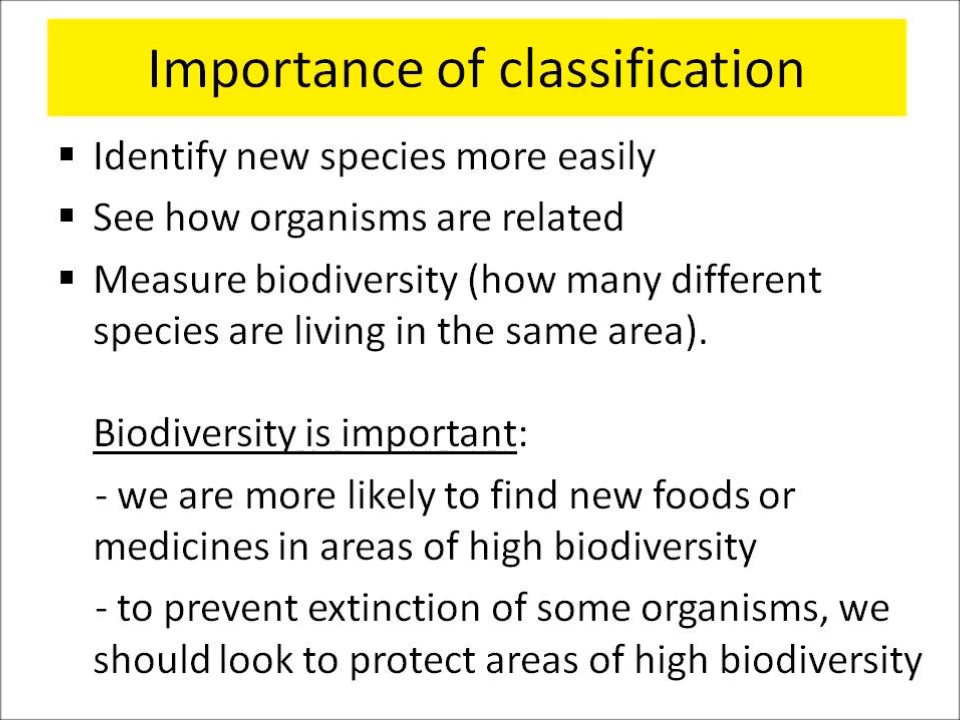 Importance of classification
▪ Identify new species more easily
▪ See how organisms are related
▪ Measure biodiversity (how many different
species are living in the same area).
Biodiversity is important:
- we are more likely to find new foods or
medicines in areas of high biodiversity
- to prevent extinction of some organisms, we
should look to protect areas of high biodiversity